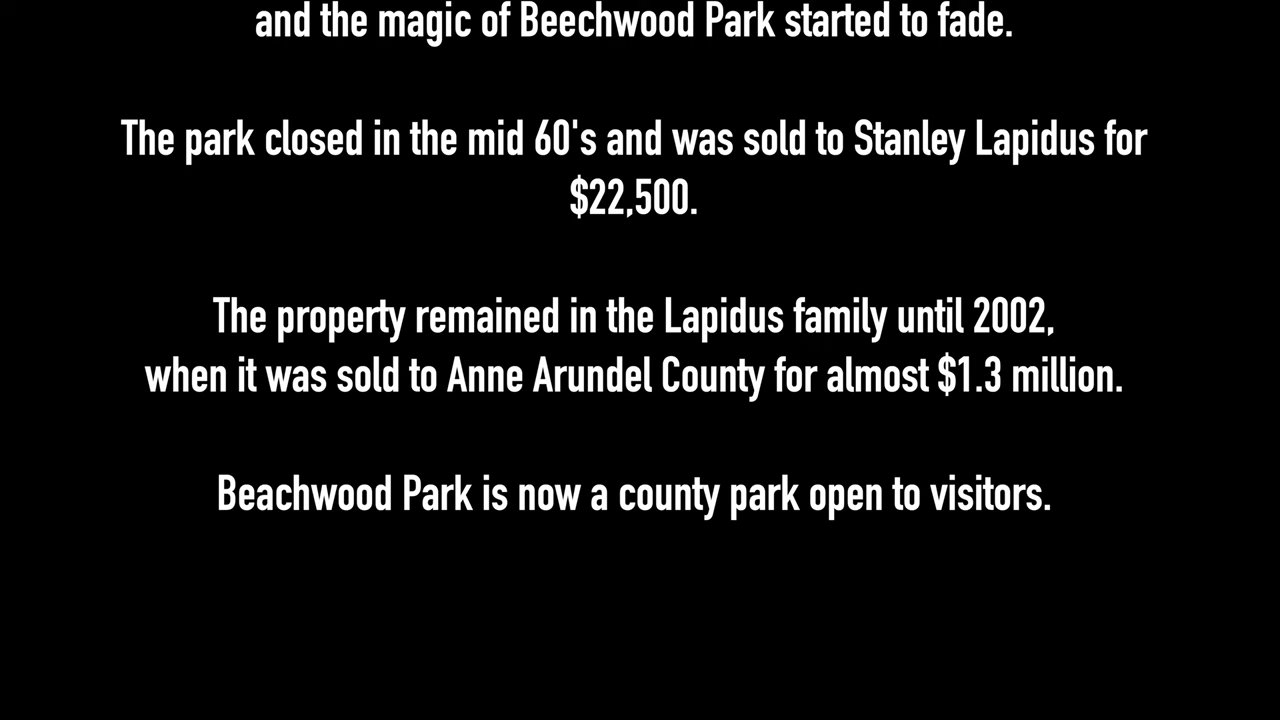 and the magic of Beechwood Park started to fade.
The park closed in the mid 60's and was sold to Stanley Lapidus for
$22,500.
The property remained in the Lapidus family until 2002,
when it was sold to Anne Arundel County for almost $1.3 million.
Beachwood Park is now a county park open to visitors.